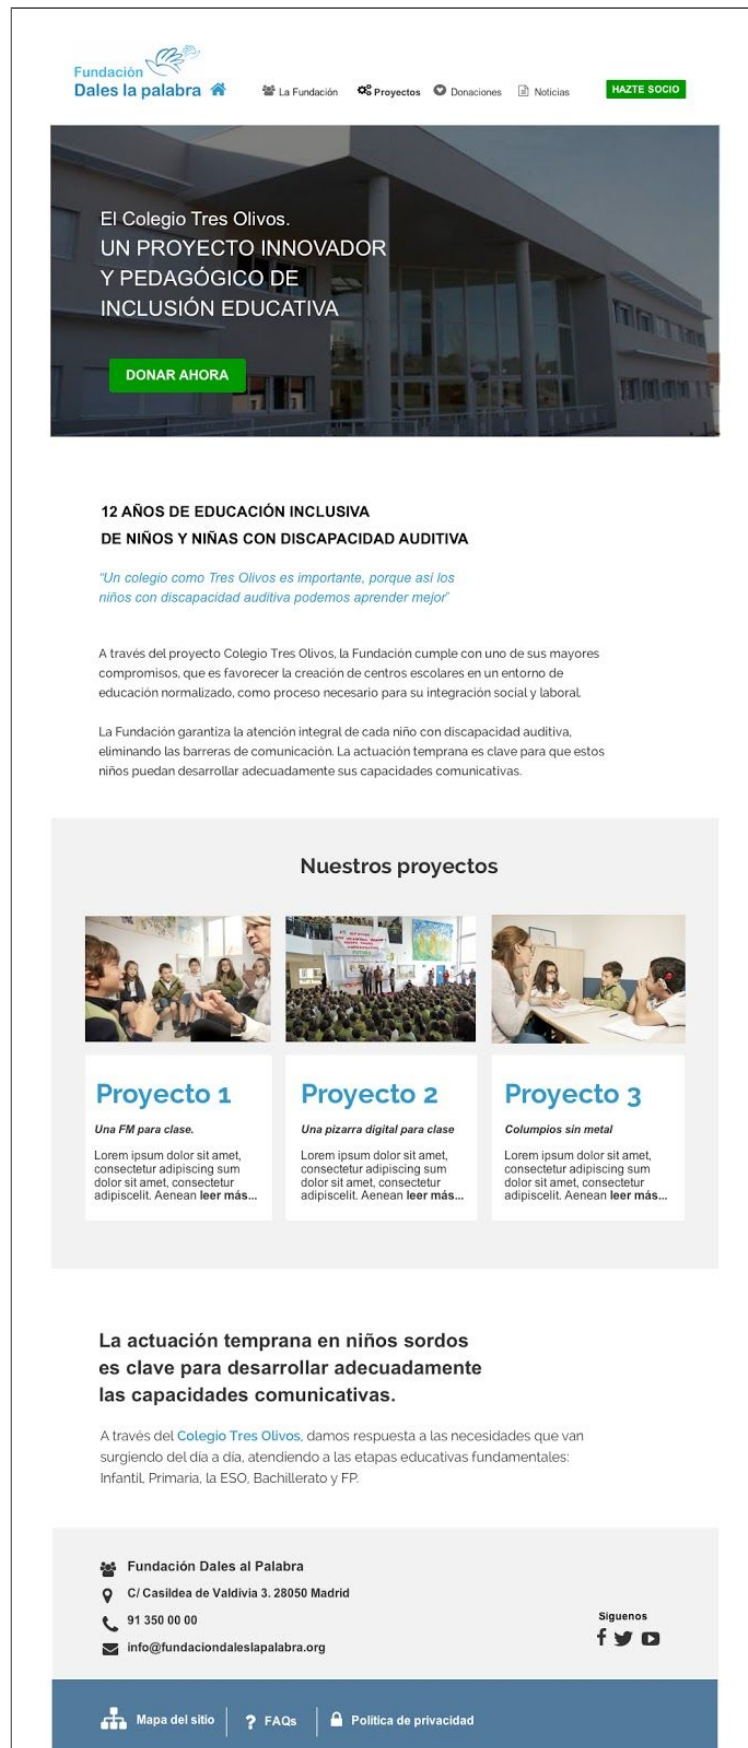 Fundación
Dales la palabra
La Fundación
Proyectos
Donaciones
Noticias
HAZTE SOCIO
El Colegio Tres Olivos.
UN PROYECTO INNOVADOR
Y PEDAGÓGICO DE
INCLUSIÓN EDUCATIVA
DONAR AHORA
12 AÑOS DE EDUCACIÓN INCLUSIVA
DE NIÑOS Y NIÑAS CON DISCAPACIDAD AUDITIVA
"Un colegio como Tres Olivos es importante, porque así los
niños con discapacidad auditiva podemos aprender mejor"
A través del proyecto Colegio Tres Olivos, la Fundación cumple con uno de sus mayores
compromisos, que es favorecer la creación de centros escolares en un entorno de
educación normalizado, como proceso necesario para su integración social y laboral.
La Fundación garantiza la atención integral de cada niño con discapacidad auditiva,
eliminando las barreras de comunicación. La actuación temprana es clave para que estos
niños puedan desarrollar adecuadamente sus capacidades comunicativas.
Nuestros proyectos
Proyecto 1
Una FM para clase.
Lorem ipsum dolor sit amet,
consectetur adipiscing sum
dolor sit amet, consectetur
adipiscelit. Aenean leer más...
Proyecto 2
Una pizarra digital para clase
Lorem ipsum dolor sit amet,
consectetur adipiscing sum
dolor sit amet, consectetur
adipiscelit. Aenean leer más...
Proyecto 3
Columpios sin metal
Lorem ipsum dolor sit amet,
consectetur adipiscing sum
dolor sit amet, consectetur
adipiscelit. Aenean leer más...
La actuación temprana en niños sordos
es clave para desarrollar adecuadamente
las capacidades comunicativas.
A través del Colegio Tres Olivos, damos respuesta a las necesidades que van
surgiendo del día a día, atendiendo a las etapas educativas fundamentales:
Infantil, Primaria, la ESO, Bachillerato y FP.
Fundación Dales al Palabra
C/ Casildea de Valdivia 3. 28050 Madrid
91 350 00 00
info@fundaciondaleslapalabra.org
Síguenos
Mapa del sitio
FAQs
Política de privacidad